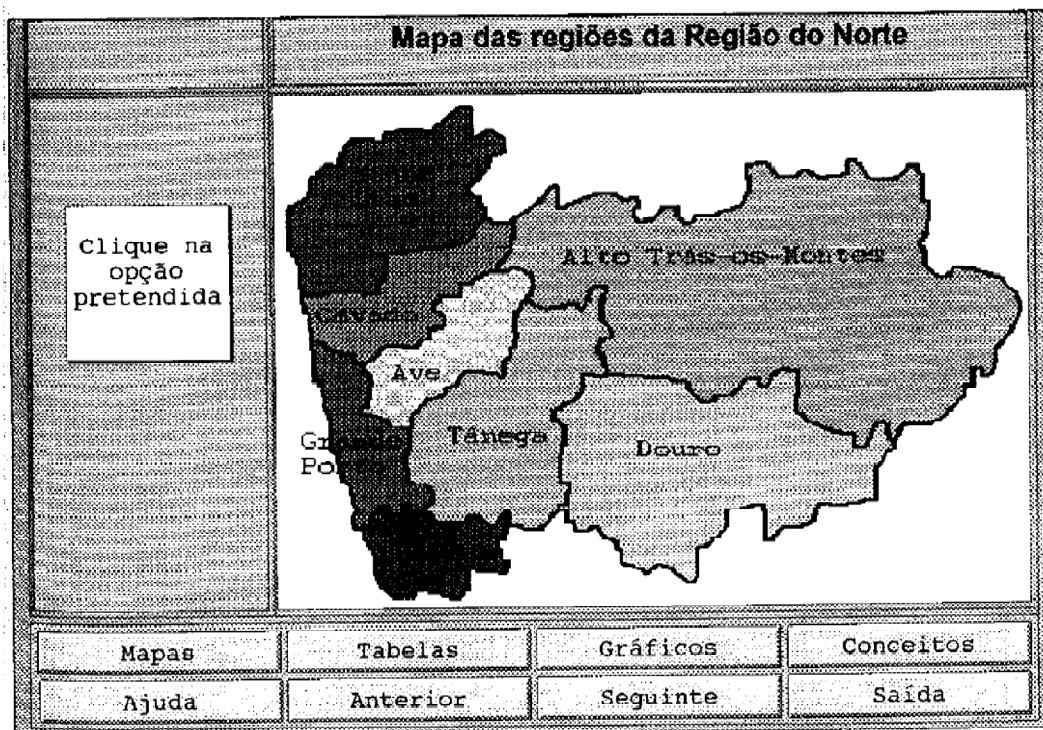 Mapa das regiões da Região do Norte
Clique na
opção
pretendida
Alto Trás-os-Montes
Cávado
Ave
Grande
Porto
Tâmega
Douro
Mapas
Tabelas
Gráficos
Conceitos
Ajuda
Anterior
Seguinte
Saída